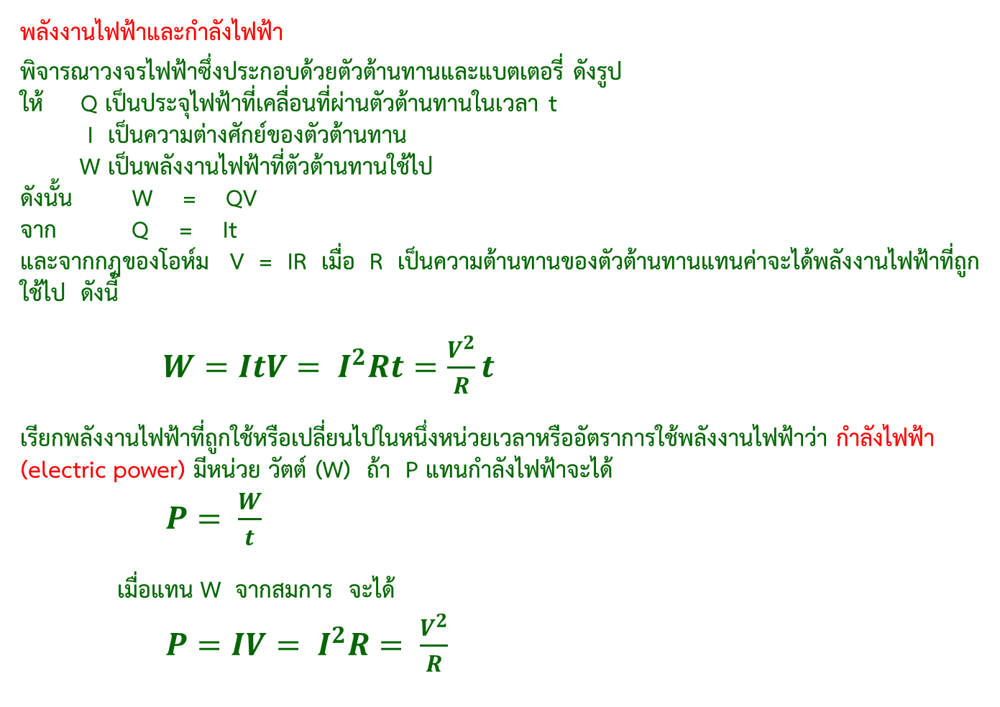 พลังงานไฟฟ้าและกำลังไฟฟ้า
พิจารณาวงจรไฟฟ้าซึ่งประกอบด้วยตัวต้านทานและแบตเตอรี่ ดังรูป
ให้ Q เป็นประจุไฟฟ้าที่เคลื่อนที่ผ่านตัวต้านทานในเวลา t
I เป็นความต่างศักย์ของตัวต้านทาน
W เป็นพลังงานไฟฟ้าที่ตัวต้านทานใช้ไป
ดังนั้น W = QV
จาก Q = It
และจากกฎของโอห์ม V = IR เมื่อ R เป็นความต้านทานของตัวต้านทานแทนค่าจะได้พลังงานไฟฟ้าที่ถูก
ใช้ไป ดังนี้
W = ItV = I²Rt = V²/R t
เรียกพลังงานไฟฟ้าที่ถูกใช้หรือเปลี่ยนไปในหนึ่งหน่วยเวลาหรืออัตราการใช้พลังงานไฟฟ้าว่า กำลังไฟฟ้า
(electric power) มีหน่วย วัตต์ (W) ถ้า P แทนกำลังไฟฟ้าจะได้
P = W/t
เมื่อแทน W จากสมการ จะได้
P = IV = I²R = V²/R